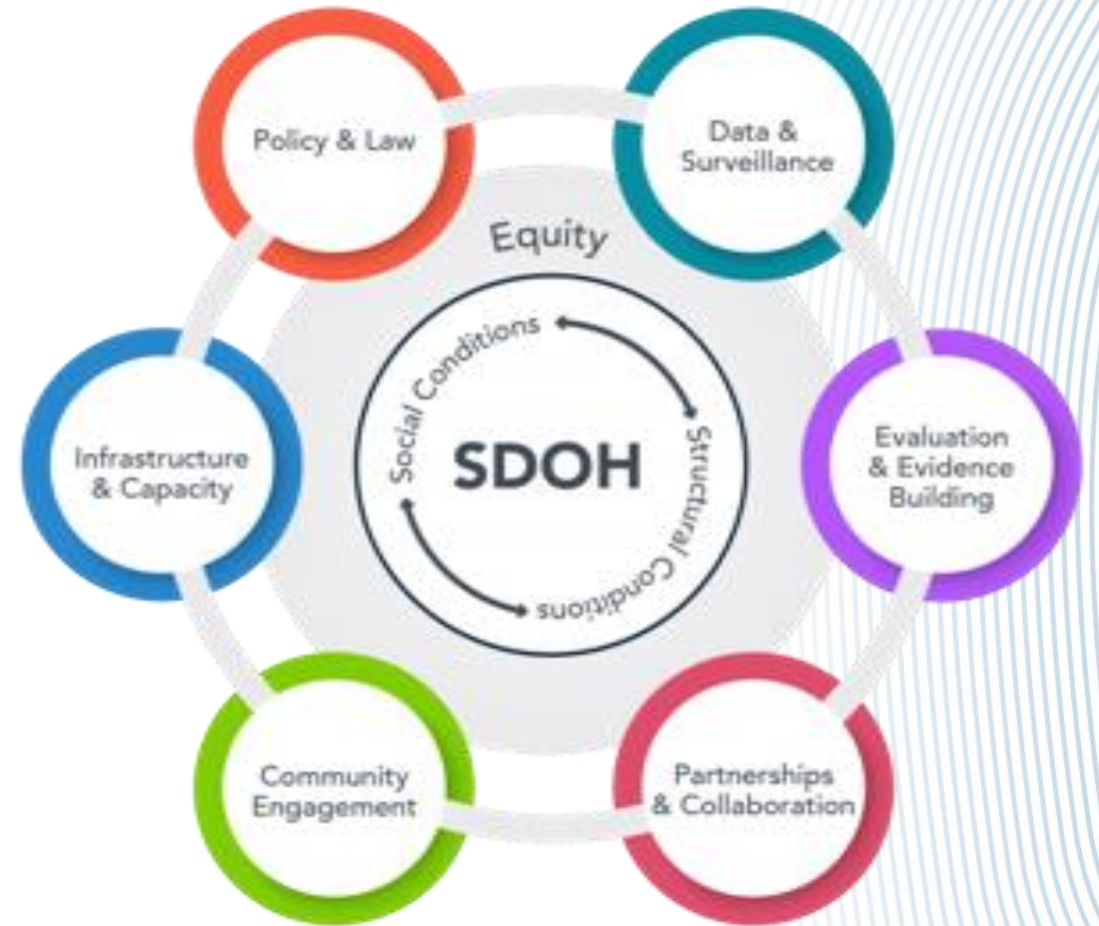 Policy & Law
Data &
Surveillance
Equity
Social Conditions
Structural Conditions
SDOH
Infrastructure
& Capacity
Evaluation
& Evidence
Building
Community
Engagement
Partnerships
& Collaboration